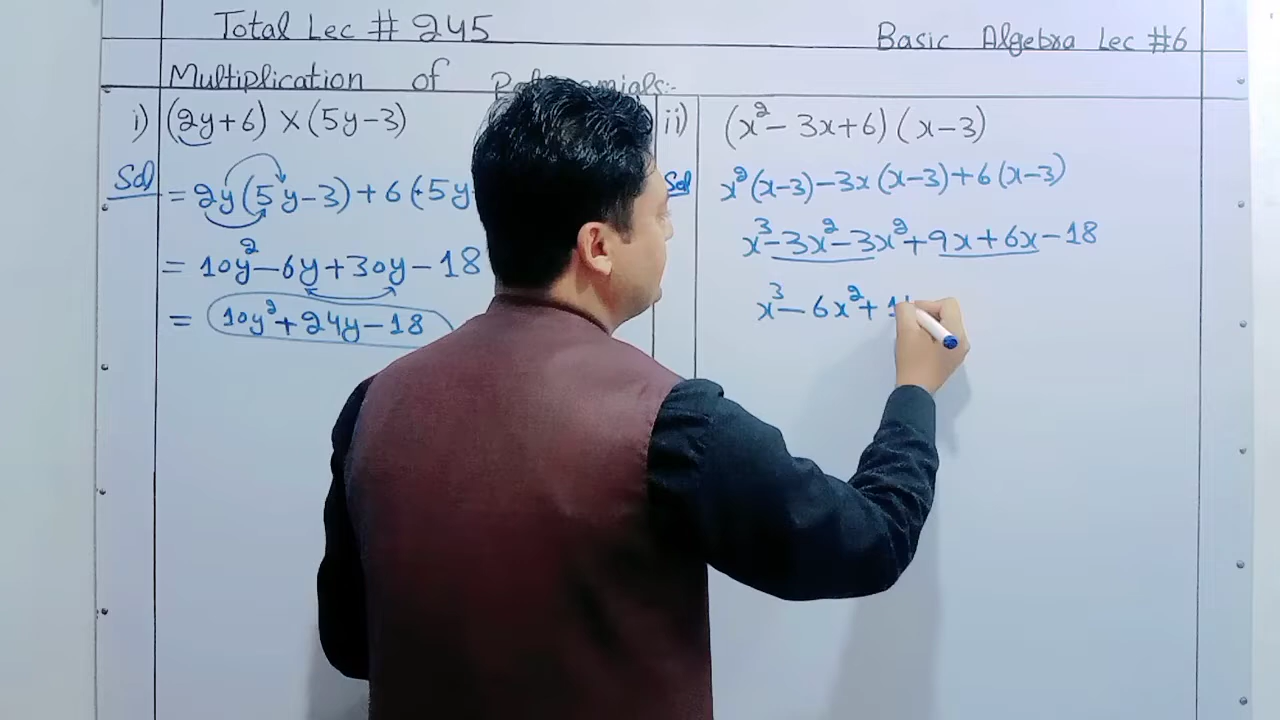 Total Lec # 245
Basic Algebra Lec #6
Multiplication of
i) (2y+6) × (5y-3)
Sol = 2y(5y-3)+6(5y
= 10y²-6y+30y-18
= 10y²+24y-18
ii) (x²-3x+6)(x-3)
Sol x²(x-3)-3x(x-3)+6(x-3)
x³-3x²-3x²+9x+6x-18
x³-6x²+1